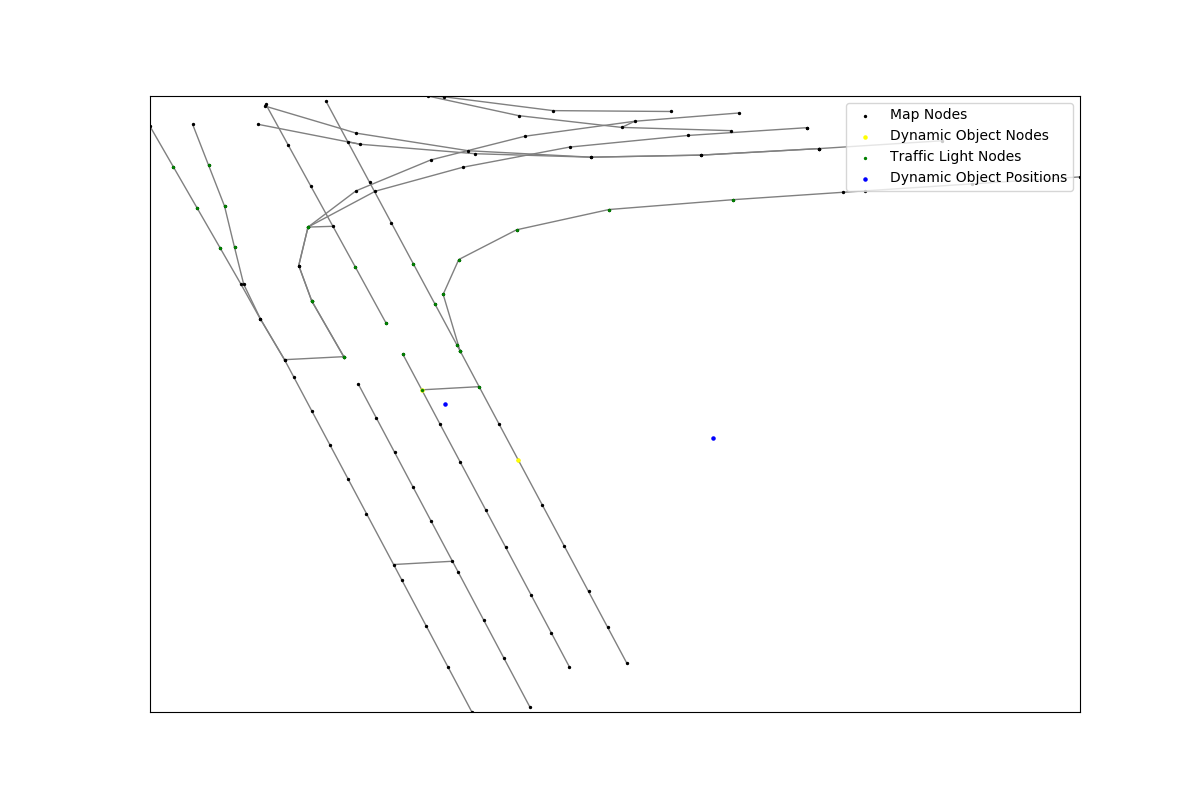 Map Nodes
Dynamic Object Nodes
Traffic Light Nodes
Dynamic Object Positions